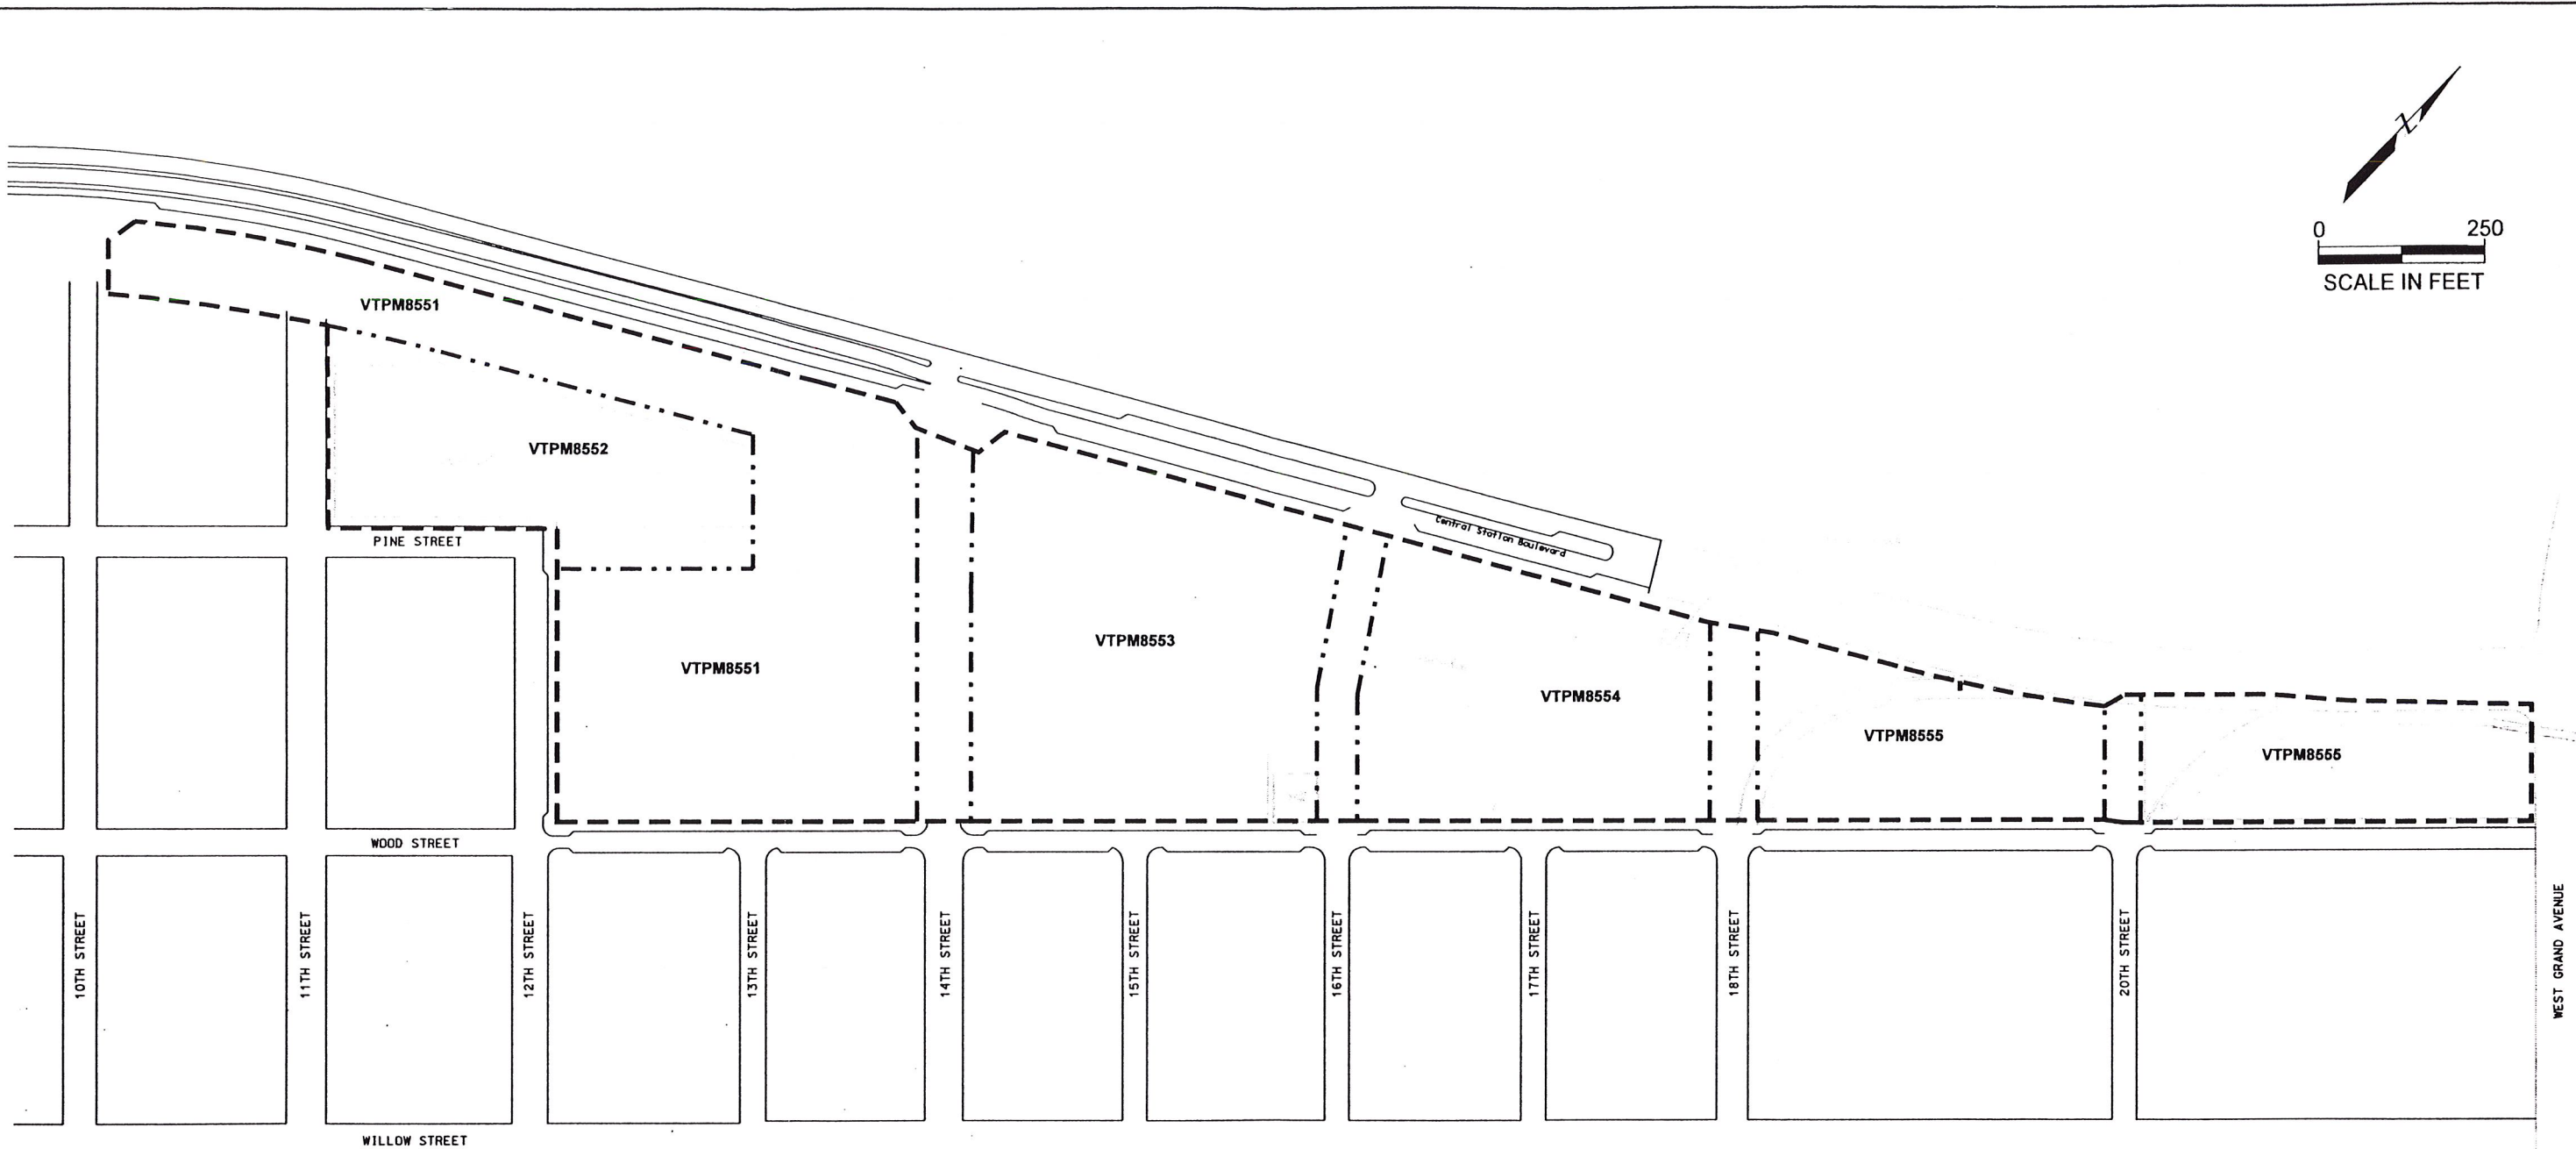 N
0 250
SCALE IN FEET
VTPM8551
VTPM8552
Central Station Boulevard
PINE STREET
VTPM8553
VTPM8551
VTPM8554
VTPM8555
VTPM8555
WOOD STREET
10TH STREET
11TH STREET
12TH STREET
13TH STREET
14TH STREET
15TH STREET
16TH STREET
17TH STREET
18TH STREET
20TH STREET
WEST GRAND AVENUE
WILLOW STREET